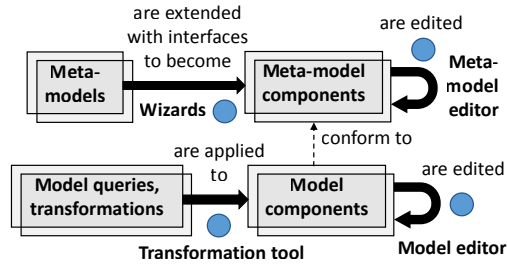 are extended
with interfaces
to become
are edited
Meta-
models
Wizards
Meta-model
components
Meta-
model
editor
conform to
are applied
to
are edited
Model queries,
transformations
Model
components
Transformation tool
Model editor